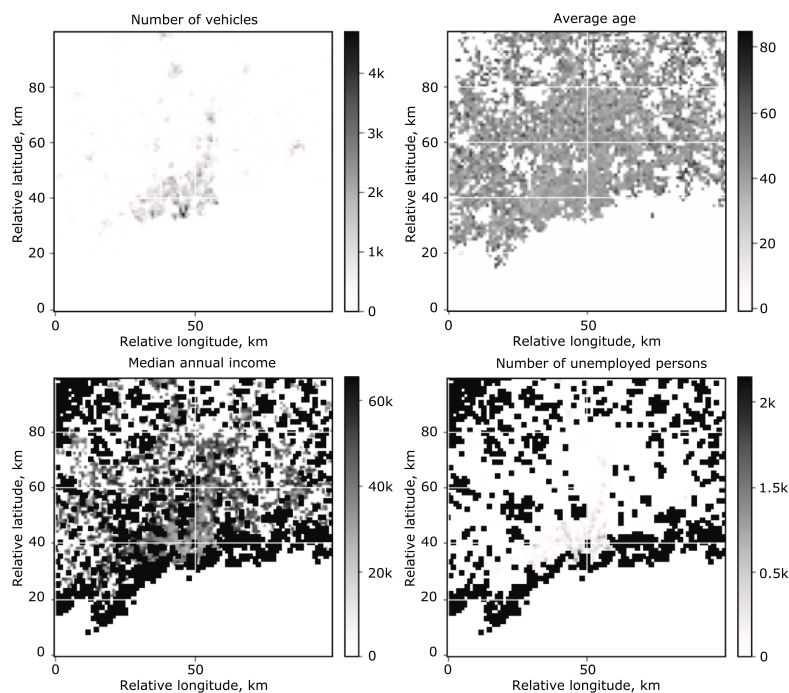 Number of vehicles
Average age
Relative latitude, km
80
60
40
20
0
0
50
Relative longitude, km
4k
3k
2k
1k
0
Relative latitude, km
80
60
40
20
0
0
50
Relative longitude, km
80
60
40
20
0
Median annual income
Number of unemployed persons
Relative latitude, km
80
60
40
20
0
0
50
Relative longitude, km
60k
40k
20k
0
Relative latitude, km
80
60
40
20
0
0
50
Relative longitude, km
2k
1.5k
0.5k
0